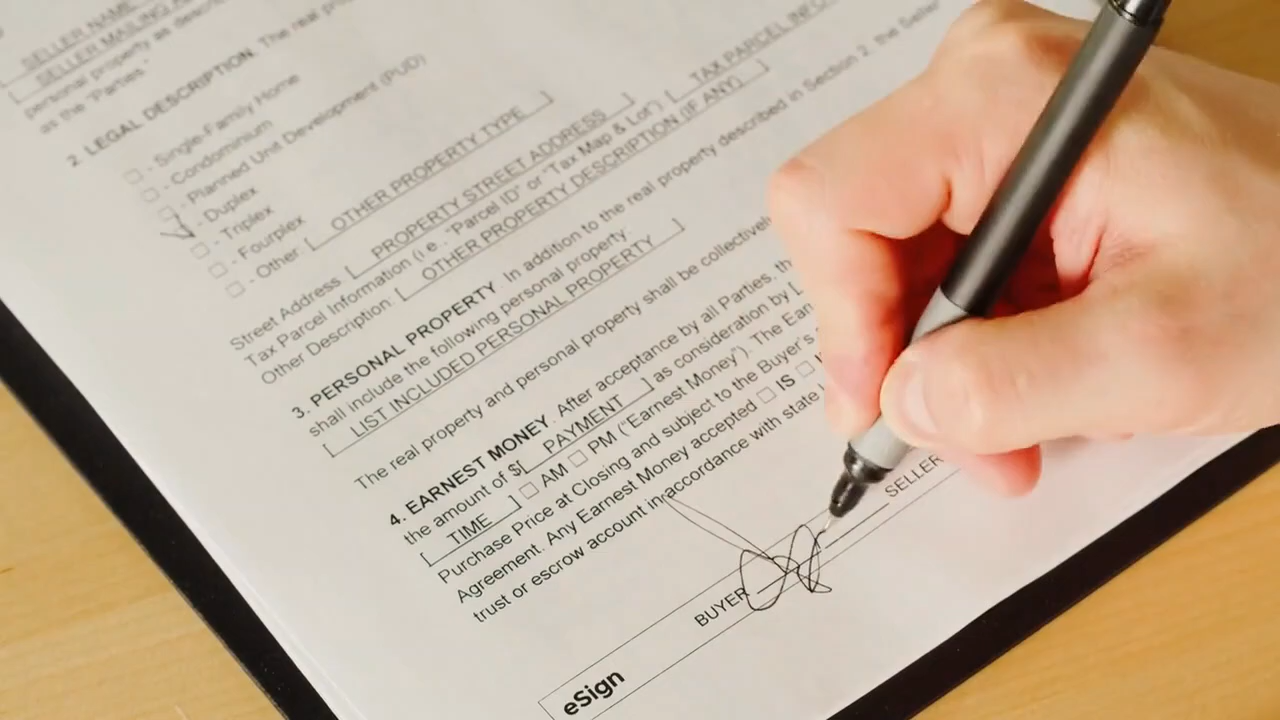 SELLER NAME
SELLER MAILING
personal property as
as the "Parties."
2. LEGAL DESCRIPTION. The real
☐ - Single-Family Home
☐ - Condominium
☐ - Planned Unit Development (PUD)
☑ - Duplex
☐ - Triplex
☐ - Fourplex
☐ - Other: [ OTHER PROPERTY TYPE ]
Street Address: [ PROPERTY STREET ADDRESS ]
Tax Parcel Information (i.e., "Parcel ID" or "Tax Map & Lot") [ TAX PARCEL
Other Description: [ OTHER PROPERTY DESCRIPTION (IF ANY) ]
3. PERSONAL PROPERTY. In addition to the real property described in Section 2, the Seller
shall include the following personal property:
[ LIST INCLUDED PERSONAL PROPERTY ]
The real property and personal property shall be collectively
4. EARNEST MONEY. After acceptance by all Parties,
the amount of $[ PAYMENT ] as consideration by
[ TIME ] ☐ AM ☐ PM ("Earnest Money"). The
Purchase Price at Closing and subject to the Buyer's
Agreement. Any Earnest Money accepted ☐ IS ☐
trust or escrow account in accordance with state
eSign BUYER SELLER